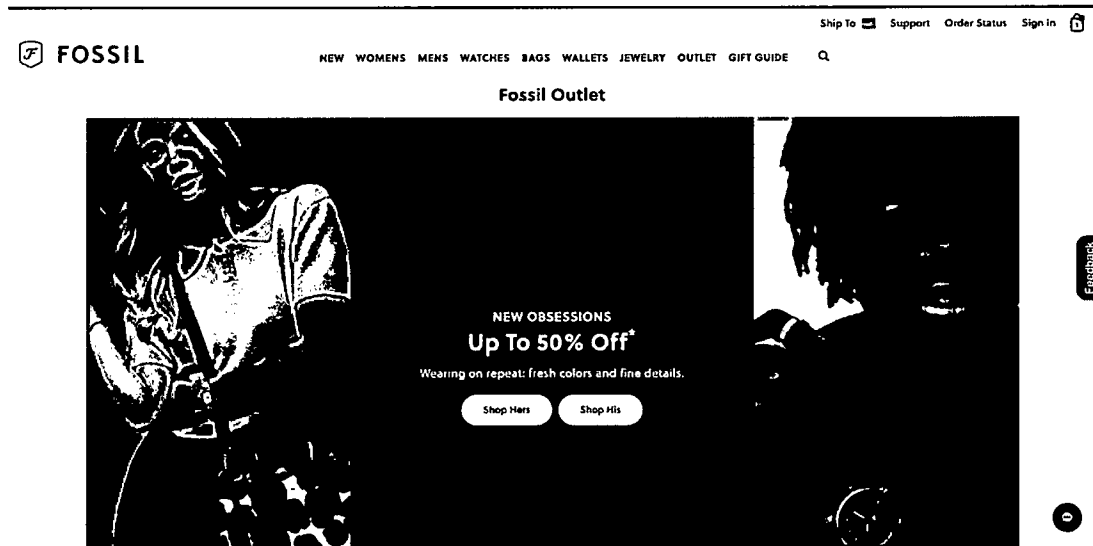 Ship To Support Order Status Sign in 1
FOSSIL
NEW WOMENS MENS WATCHES BAGS WALLETS JEWELRY OUTLET GIFT GUIDE
Fossil Outlet
Feedback
NEW OBSESSIONS
Up To 50% Off*
Wearing on repeat: fresh colors and fine details.
Shop Hers Shop His